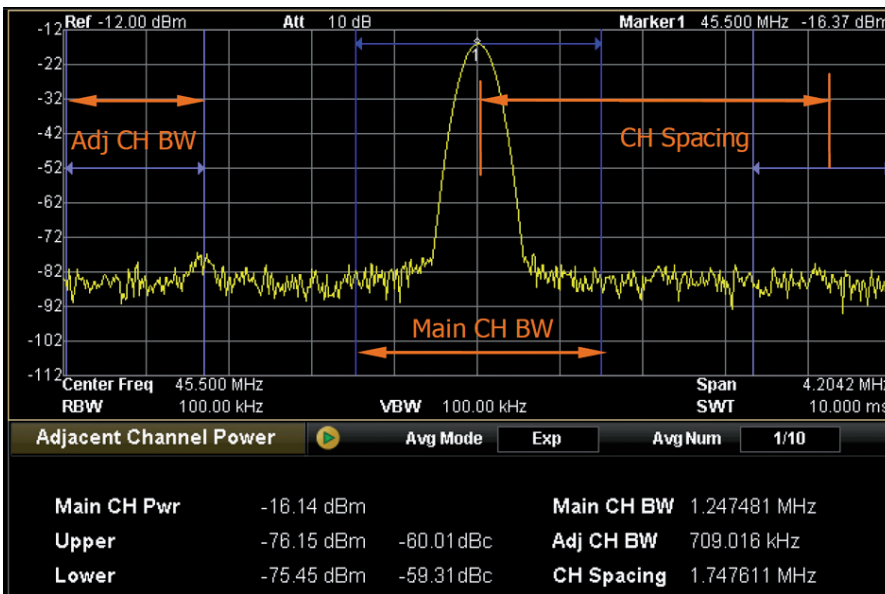 Ref -12.00 dBm Att 10 dB Marker1 45.500 MHz -16.37 dBm
-12
1
-22
-32
Adj CH BW CH Spacing
-42
-52
-62
-72
-82
-92
Main CH BW
-102
-112
Center Freq 45.500 MHz Span 4.2042 MHz
RBW 100.00 kHz VBW 100.00 kHz SWT 10.000 ms
Adjacent Channel Power Avg Mode Exp Avg Num 1/10
Main CH Pwr -16.14 dBm Main CH BW 1.247481 MHz
Upper -76.15 dBm -60.01dBc Adj CH BW 709.016 kHz
Lower -75.45 dBm -59.31dBc CH Spacing 1.747611 MHz